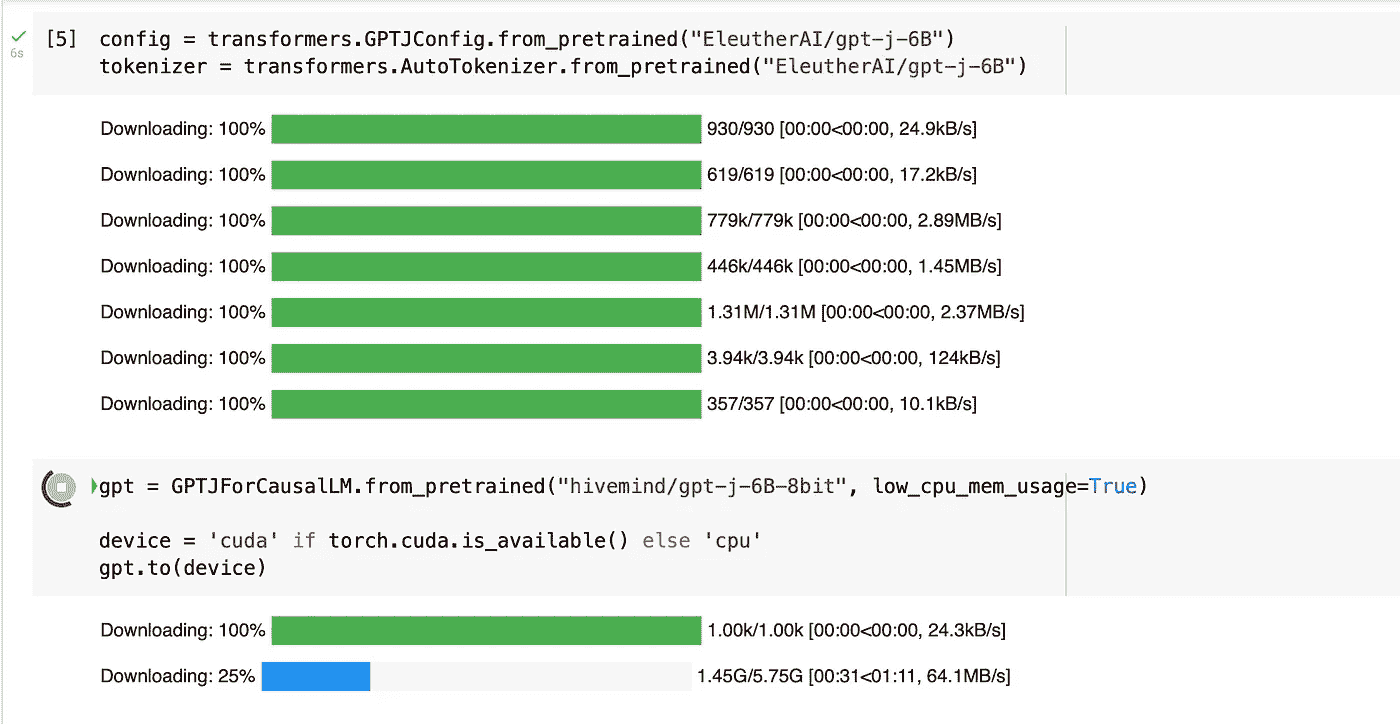 [5] config = transformers.GPTJConfig.from_pretrained("EleutherAI/gpt-j-6B")
6s tokenizer = transformers.AutoTokenizer.from_pretrained("EleutherAI/gpt-j-6B")
Downloading: 100% 930/930 [00:00<00:00, 24.9kB/s]
Downloading: 100% 619/619 [00:00<00:00, 17.2kB/s]
Downloading: 100% 779k/779k [00:00<00:00, 2.89MB/s]
Downloading: 100% 446k/446k [00:00<00:00, 1.45MB/s]
Downloading: 100% 1.31M/1.31M [00:00<00:00, 2.37MB/s]
Downloading: 100% 3.94k/3.94k [00:00<00:00, 124kB/s]
Downloading: 100% 357/357 [00:00<00:00, 10.1kB/s]
gpt = GPTJForCausalLM.from_pretrained("hivemind/gpt-j-6B-8bit", low_cpu_mem_usage=True)
device = 'cuda' if torch.cuda.is_available() else 'cpu'
gpt.to(device)
Downloading: 100% 1.00k/1.00k [00:00<00:00, 24.3kB/s]
Downloading: 25% 1.45G/5.75G [00:31<01:11, 64.1MB/s]